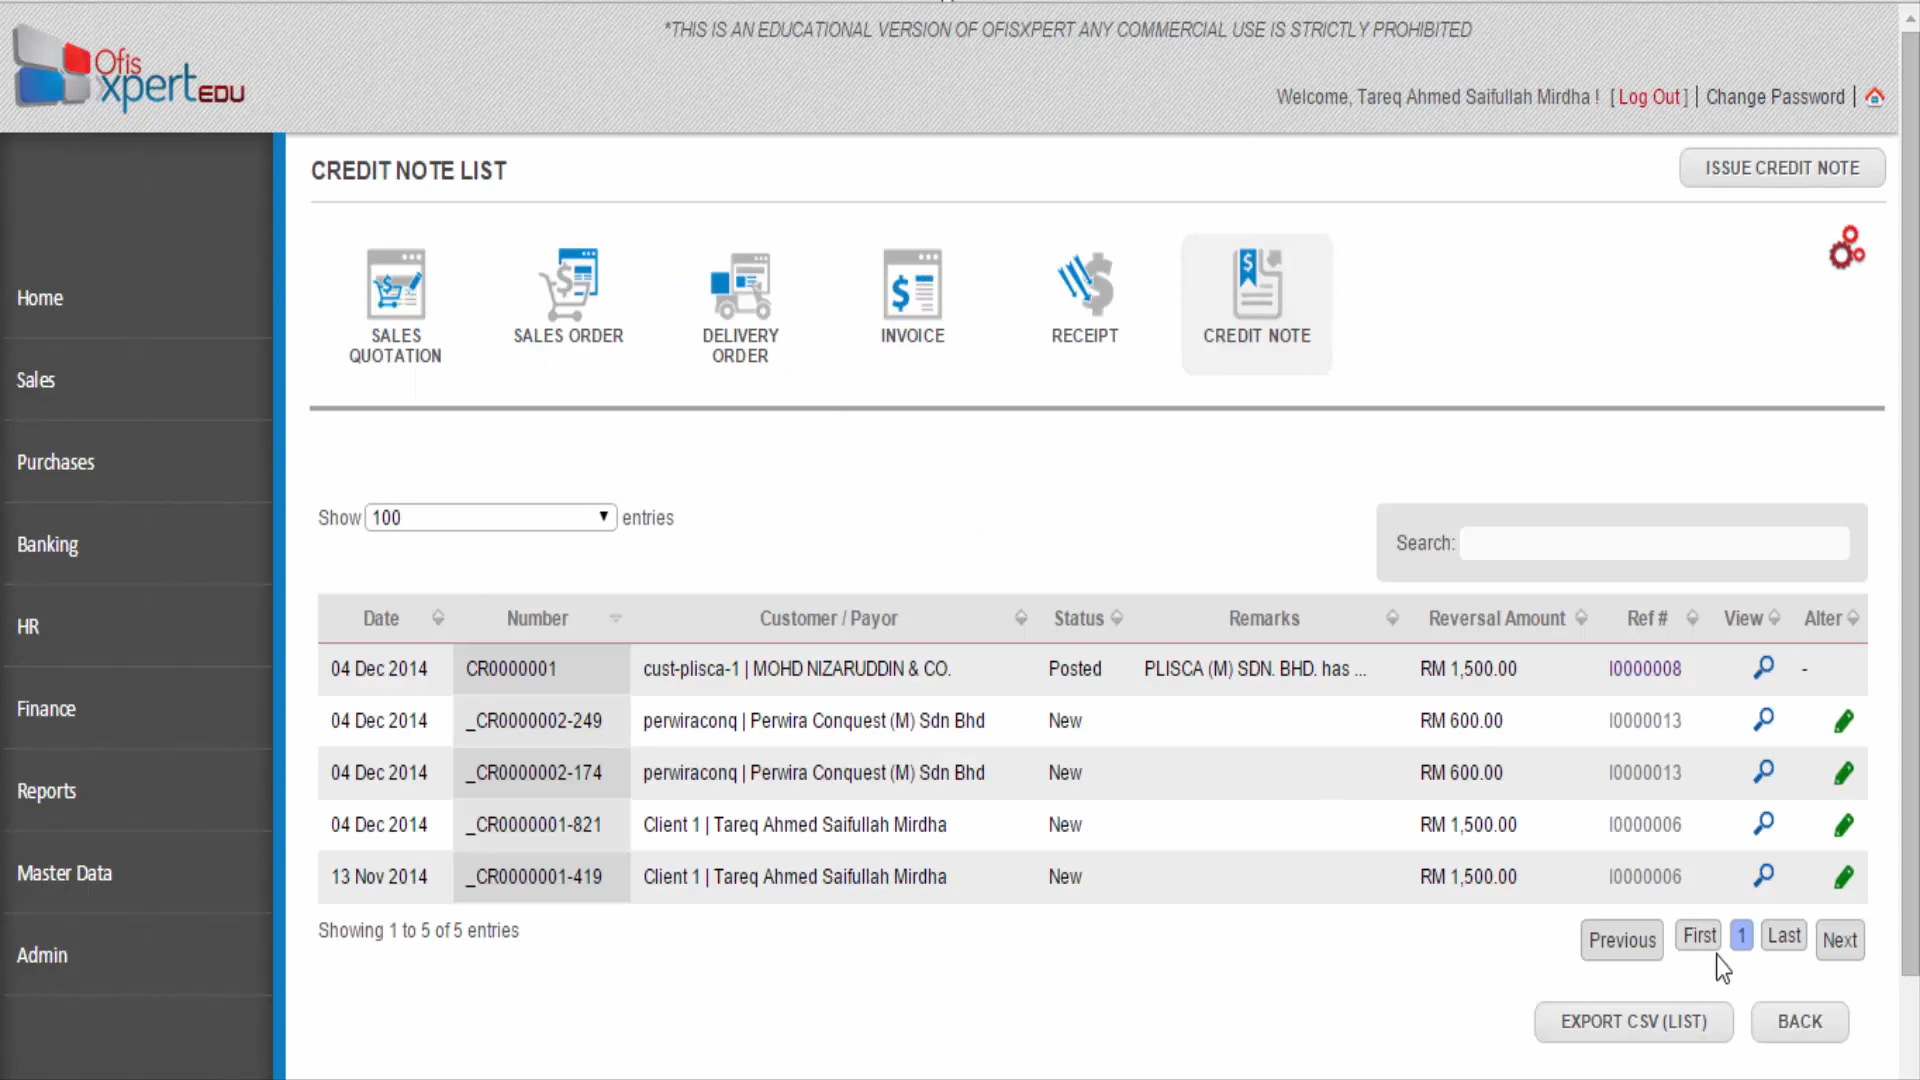 *THIS IS AN EDUCATIONAL VERSION OF OFISXPERT ANY COMMERCIAL USE IS STRICTLY PROHIBITED
Ofis
xpertEDU
Welcome, Tareq Ahmed Saifullah Mirdha ! [ Log Out ] | Change Password |
CREDIT NOTE LIST
ISSUE CREDIT NOTE
SALES QUOTATION
SALES ORDER
DELIVERY ORDER
INVOICE
RECEIPT
CREDIT NOTE
Home
Sales
Purchases
Banking
HR
Finance
Reports
Master Data
Admin
Show 100 entries
Search:
Date Number Customer / Payor Status Remarks Reversal Amount Ref # View Alter
04 Dec 2014 CR0000001 cust-plisca-1 | MOHD NIZARUDDIN & CO. Posted PLISCA (M) SDN. BHD. has ... RM 1,500.00 I0000008 -
04 Dec 2014 _CR0000002-249 perwiraconq | Perwira Conquest (M) Sdn Bhd New RM 600.00 I0000013
04 Dec 2014 _CR0000002-174 perwiraconq | Perwira Conquest (M) Sdn Bhd New RM 600.00 I0000013
04 Dec 2014 _CR0000001-821 Client 1 | Tareq Ahmed Saifullah Mirdha New RM 1,500.00 I0000006
13 Nov 2014 _CR0000001-419 Client 1 | Tareq Ahmed Saifullah Mirdha New RM 1,500.00 I0000006
Showing 1 to 5 of 5 entries
Previous First 1 Last Next
EXPORT CSV (LIST) BACK